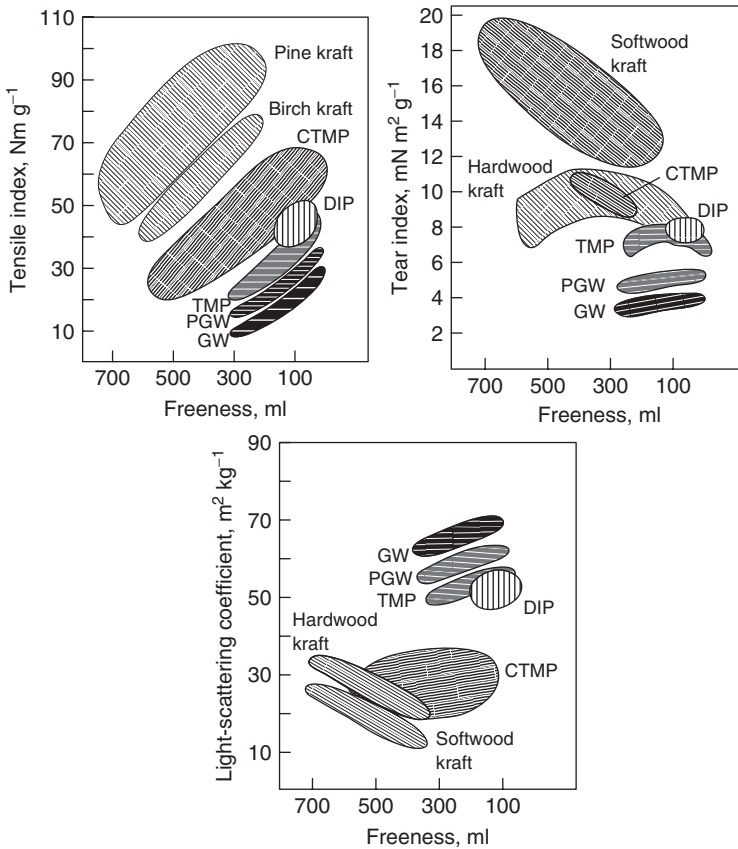 110
90
70
50
30
10
Tensile index, Nm g⁻¹
Pine kraft
Birch kraft
CTMP
DIP
TMP
PGW
GW
700 500 300 100
Freeness, ml
20
18
16
14
12
10
8
6
4
2
Tear index, mN m² g⁻¹
Softwood
kraft
Hardwood
kraft
CTMP
DIP
TMP
PGW
GW
700 500 300 100
Freeness, ml
90
70
50
30
10
Light-scattering coefficient, m² kg⁻¹
GW
PGW
TMP
DIP
Hardwood
kraft
CTMP
Softwood
kraft
700 500 300 100
Freeness, ml